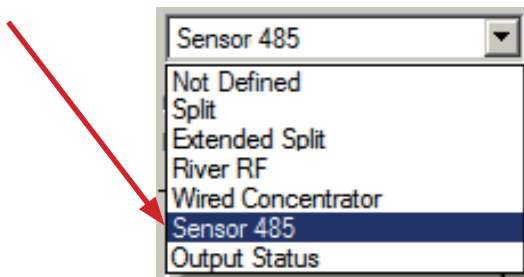 Sensor 485
Not Defined
Split
Extended Split
River RF
Wired Concentrator
Sensor 485
Output Status